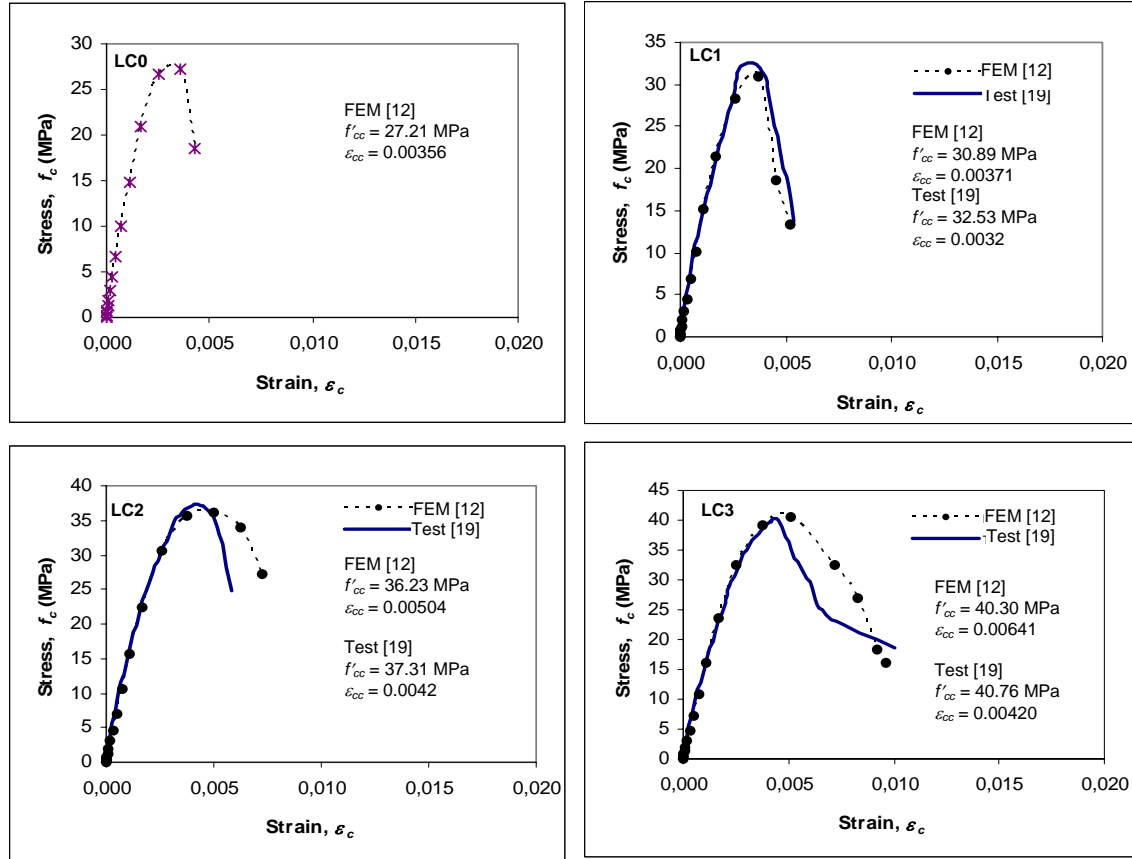 LC0
30
25
20
15
10
5
0
Stress, fc (MPa)
FEM [12]
f'cc = 27.21 MPa
εcc = 0.00356
0,000 0,005 0,010 0,015 0,020
Strain, εc
LC1
35
30
25
20
15
10
5
0
Stress, fc (MPa)
FEM [12]
Test [19]
FEM [12]
f'cc = 30.89 MPa
εcc = 0.00371
Test [19]
f'cc = 32.53 MPa
εcc = 0.0032
0,000 0,005 0,010 0,015 0,020
Strain, εc
LC2
40
35
30
25
20
15
10
5
0
Stress, fc (MPa)
FEM [12]
Test [19]
FEM [12]
f'cc = 36.23 MPa
εcc = 0.00504
Test [19]
f'cc = 37.31 MPa
εcc = 0.0042
0,000 0,005 0,010 0,015 0,020
Strain, εc
LC3
45
40
35
30
25
20
15
10
5
0
Stress, fc (MPa)
FEM [12]
Test [19]
FEM [12]
f'cc = 40.30 MPa
εcc = 0.00641
Test [19]
f'cc = 40.76 MPa
εcc = 0.00420
0,000 0,005 0,010 0,015 0,020
Strain, εc